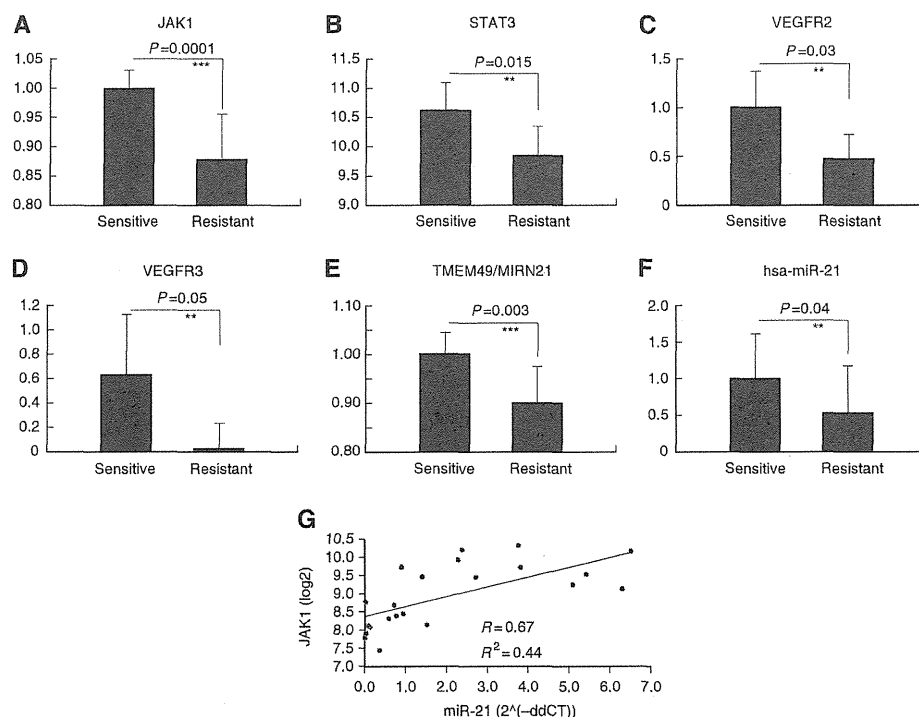 A
JAK1
P=0.0001
***
1.05
1.00
0.95
0.90
0.85
0.80
Sensitive
Resistant
B
STAT3
P=0.015
**
11.5
11.0
10.5
10.0
9.5
9.0
Sensitive
Resistant
C
VEGFR2
P=0.03
**
1.5
1.0
0.5
0
Sensitive
Resistant
D
VEGFR3
P=0.05
**
1.2
1.0
0.8
0.6
0.4
0.2
0
Sensitive
Resistant
E
TMEM49/MIRN21
P=0.003
***
1.10
1.00
0.90
0.80
Sensitive
Resistant
F
hsa-miR-21
P=0.04
**
2.0
1.5
1.0
0.5
0
Sensitive
Resistant
G
JAK1 (log2)
10.5
10.0
9.5
9.0
8.5
8.0
7.5
7.0
R=0.67
R²=0.44
0.0 1.0 2.0 3.0 4.0 5.0 6.0 7.0
miR-21 (2^(–ddCT))